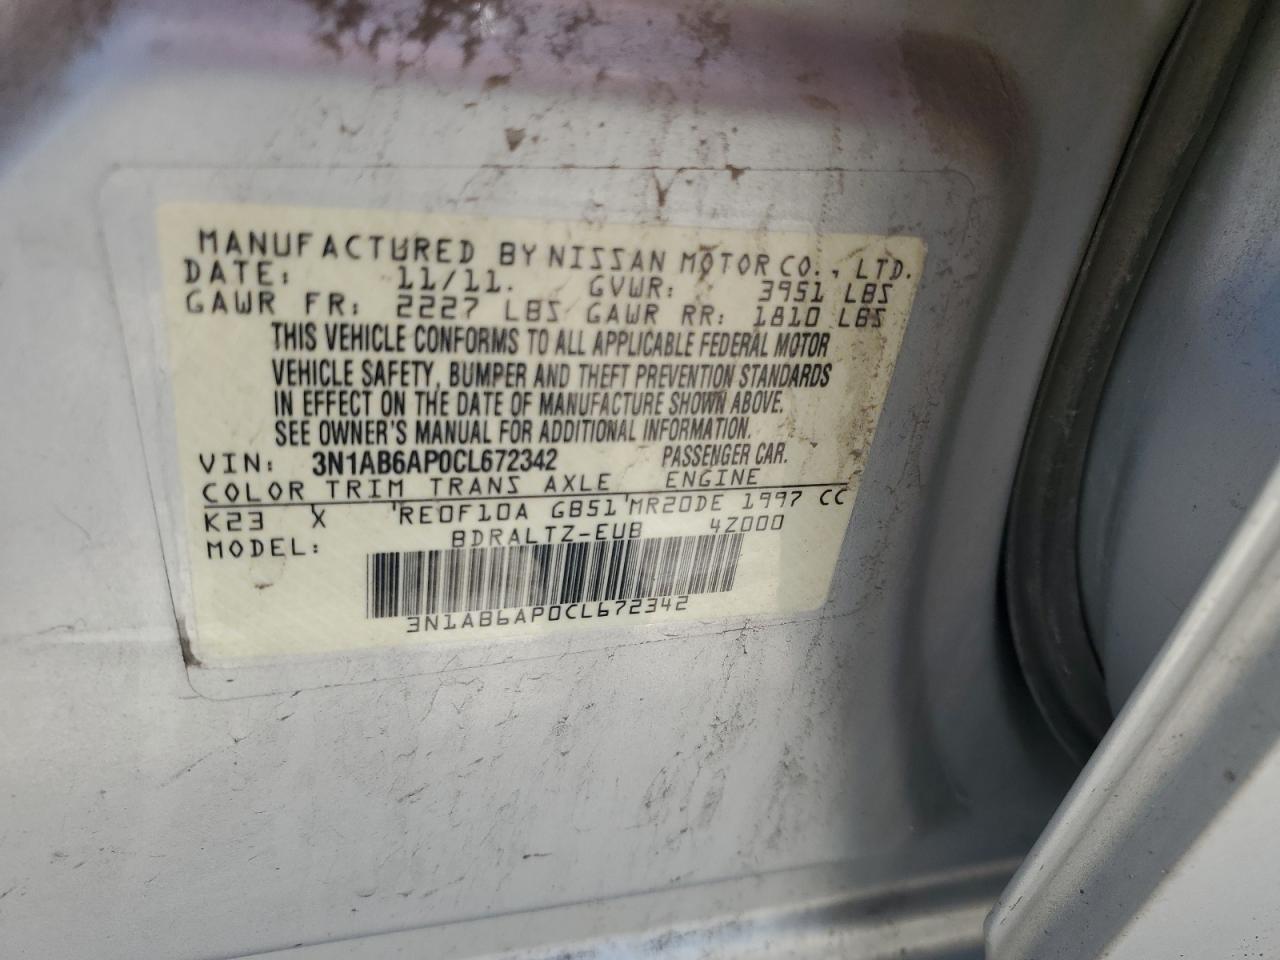 MANUFACTURED BY NISSAN MOTOR CO., LTD.
DATE: 11/11. GVWR: 3951 LBS
GAWR FR: 2227 LBS GAWR RR: 1810 LBS
THIS VEHICLE CONFORMS TO ALL APPLICABLE FEDERAL MOTOR
VEHICLE SAFETY, BUMPER AND THEFT PREVENTION STANDARDS
IN EFFECT ON THE DATE OF MANUFACTURE SHOWN ABOVE.
SEE OWNER'S MANUAL FOR ADDITIONAL INFORMATION.
VIN: 3N1AB6AP0CL672342 PASSENGER CAR.
COLOR TRIM TRANS AXLE ENGINE
K23 X 'RE0F10A GB51'MR20DE 1997 CC
MODEL: BDRALTZ-EUB 4Z000
3N1AB6AP0CL672342